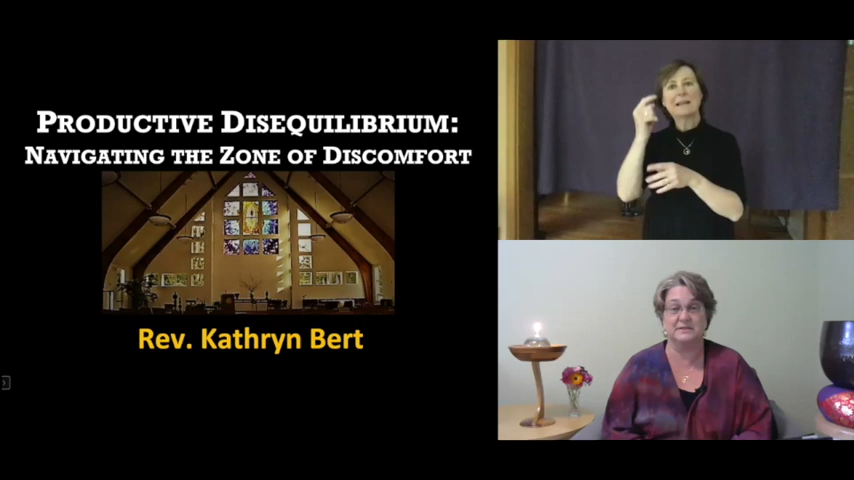 PRODUCTIVE DISEQUILIBRIUM:
NAVIGATING THE ZONE OF DISCOMFORT
Rev. Kathryn Bert